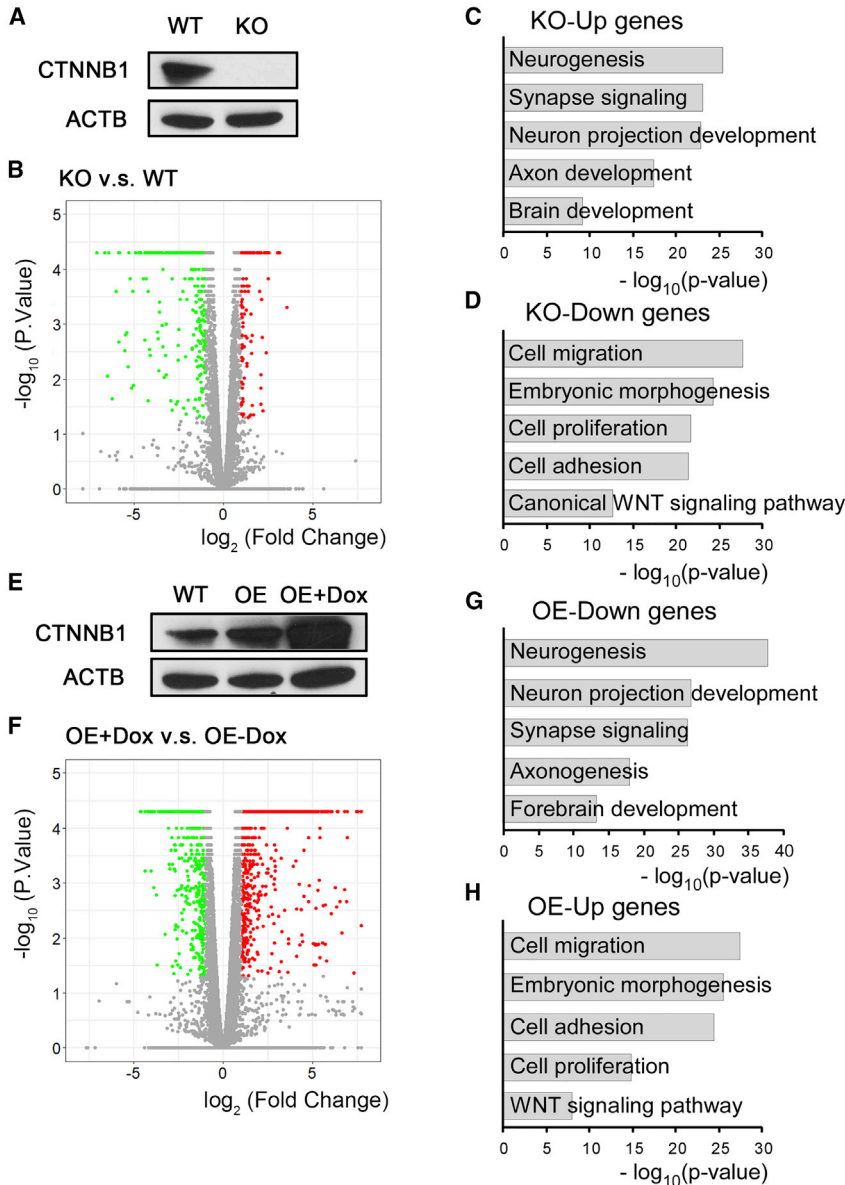 A
WT KO
CTNNB1
ACTB
B
KO v.s. WT
5
4
3
2
1
0
-log10 (P.Value)
-5 0 5
log2 (Fold Change)
C
KO-Up genes
Neurogenesis
Synapse signaling
Neuron projection development
Axon development
Brain development
0 5 10 15 20 25 30
- log10(p-value)
D
KO-Down genes
Cell migration
Embryonic morphogenesis
Cell proliferation
Cell adhesion
Canonical WNT signaling pathway
0 5 10 15 20 25 30
- log10(p-value)
E
WT OE OE+Dox
CTNNB1
ACTB
F
OE+Dox v.s. OE-Dox
5
4
3
2
1
0
-log10 (P.Value)
-5 0 5
log2 (Fold Change)
G
OE-Down genes
Neurogenesis
Neuron projection development
Synapse signaling
Axonogenesis
Forebrain development
0 5 10 15 20 25 30 35 40
- log10(p-value)
H
OE-Up genes
Cell migration
Embryonic morphogenesis
Cell adhesion
Cell proliferation
WNT signaling pathway
0 5 10 15 20 25 30
- log10(p-value)